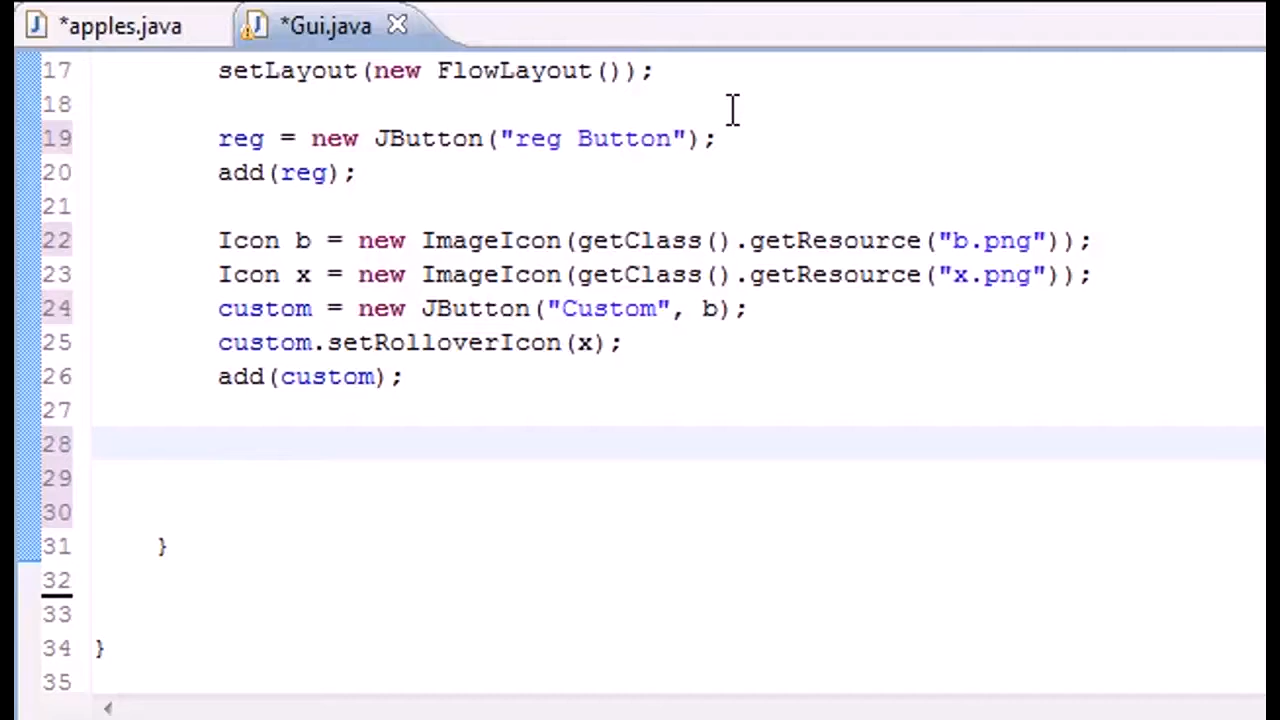 *apples.java *Gui.java
17 setLayout(new FlowLayout());
18
19 reg = new JButton("reg Button");
20 add(reg);
21
22 Icon b = new ImageIcon(getClass().getResource("b.png"));
23 Icon x = new ImageIcon(getClass().getResource("x.png"));
24 custom = new JButton("Custom", b);
25 custom.setRolloverIcon(x);
26 add(custom);
27
28
29
30
31 }
32
33
34 }
35